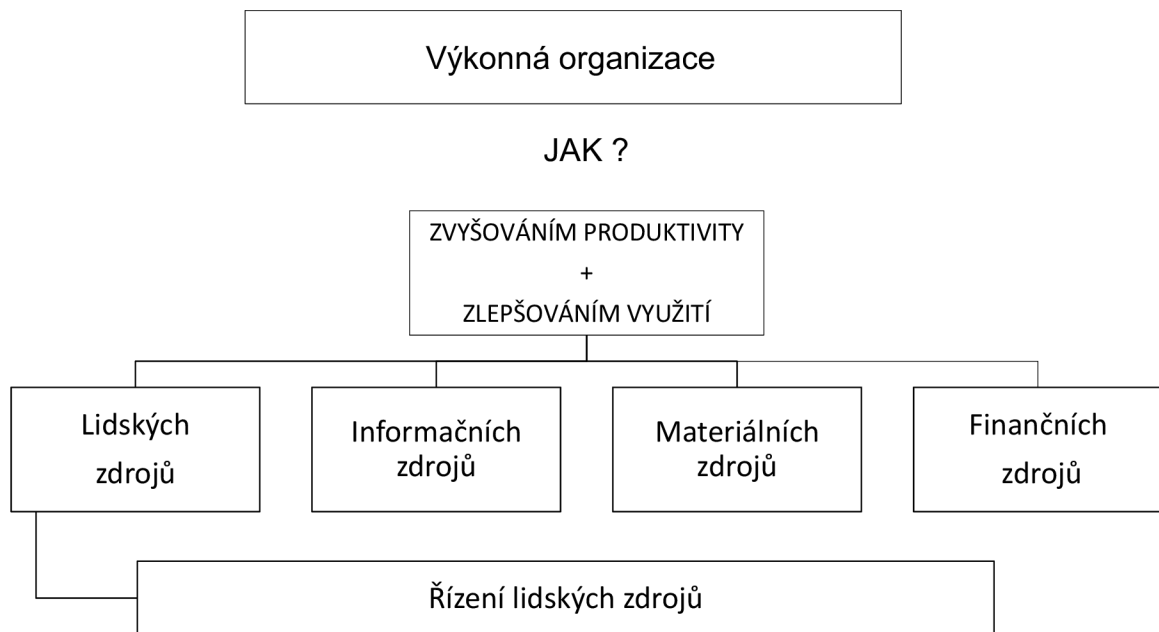 Výkonná organizace
JAK ?
ZVYŠOVÁNÍM PRODUKTIVITY
+
ZLEPŠOVÁNÍM VYUŽITÍ
Lidských
zdrojů
Informačních
zdrojů
Materiálních
zdrojů
Finančních
zdrojů
Řízení lidských zdrojů